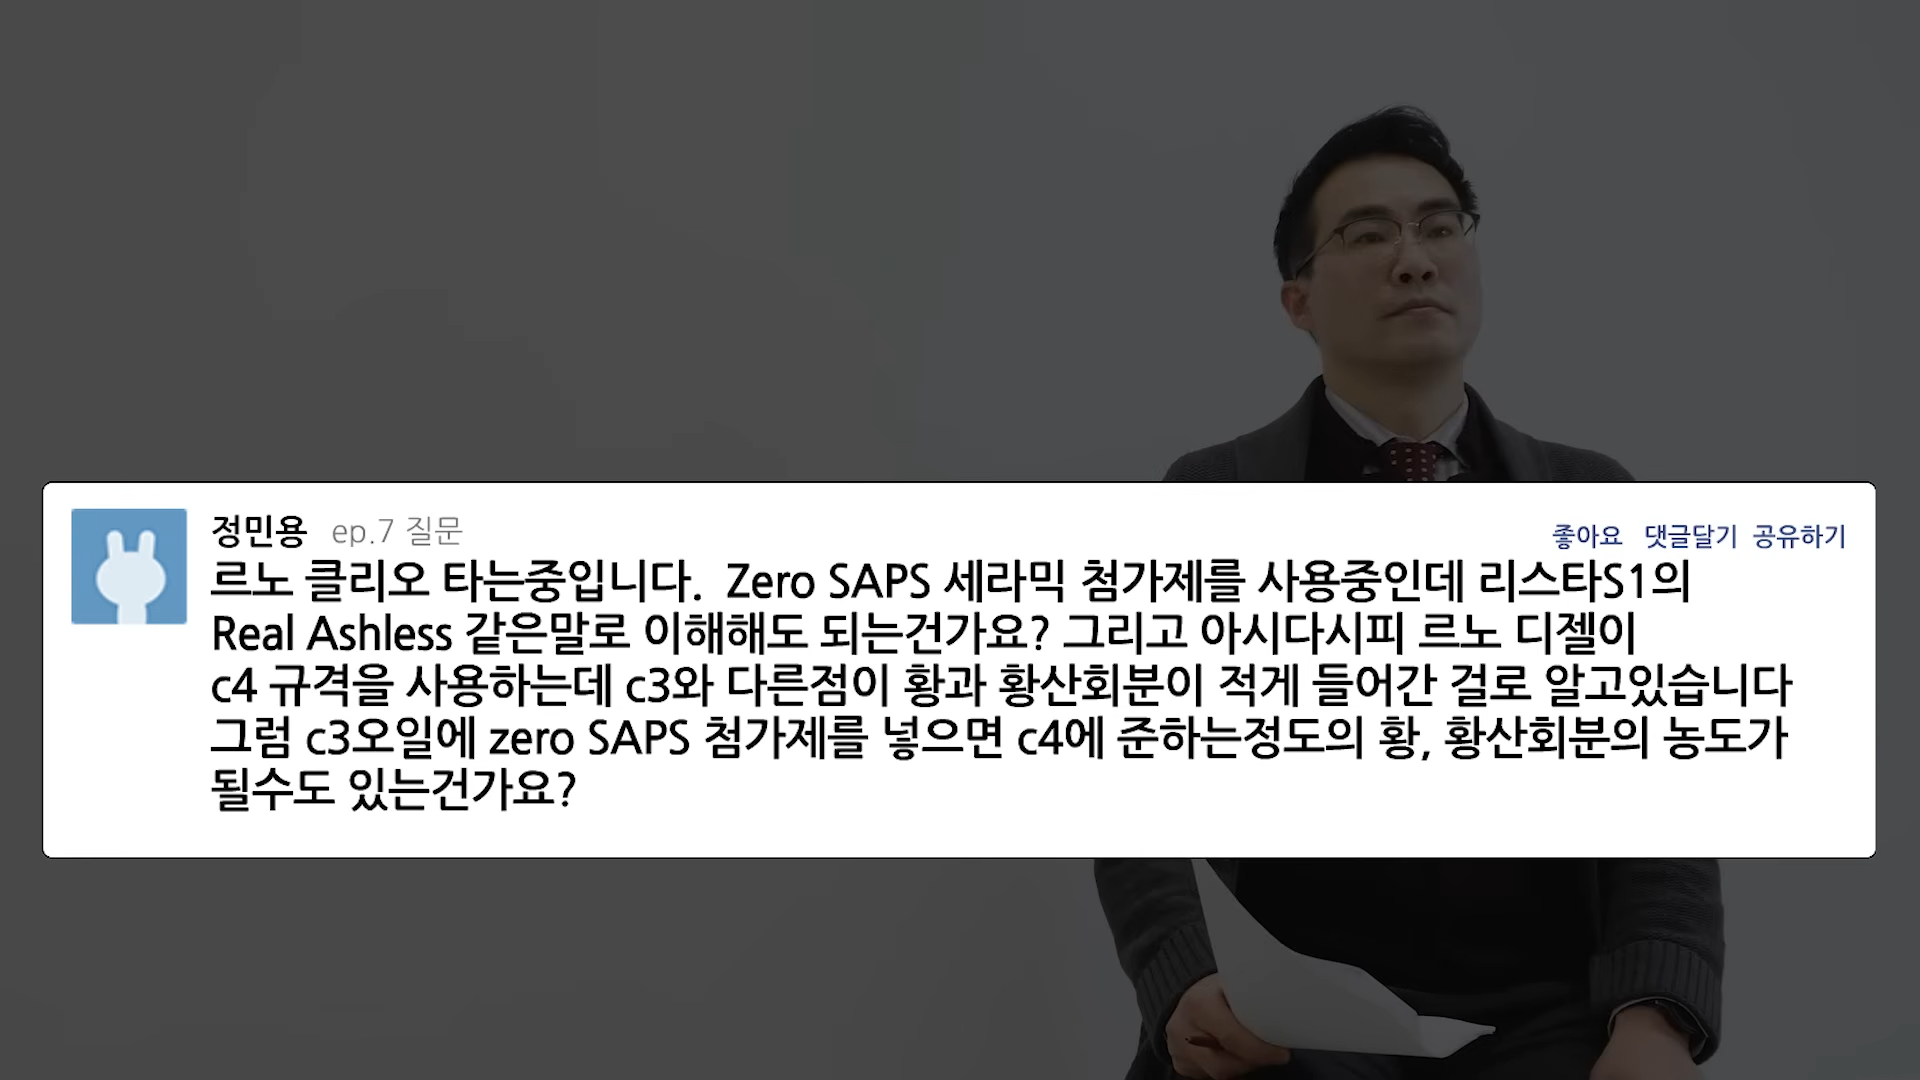 정민용 ep.7 질문 좋아요 댓글달기 공유하기
르노 클리오 타는중입니다. Zero SAPS 세라믹 첨가제를 사용중인데 리스타S1의
Real Ashless 같은말로 이해해도 되는건가요? 그리고 아시다시피 르노 디젤이
c4 규격을 사용하는데 c3와 다른점이 황과 황산회분이 적게 들어간 걸로 알고있습니다
그럼 c3오일에 zero SAPS 첨가제를 넣으면 c4에 준하는정도의 황, 황산회분의 농도가
될수도 있는건가요?